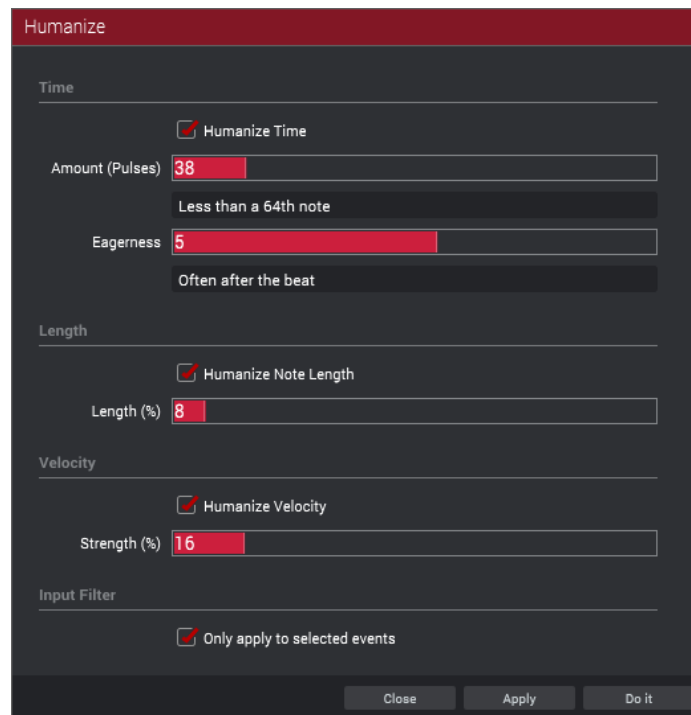 Humanize
Time
Humanize Time
Amount (Pulses) 38
Less than a 64th note
Eagerness 5
Often after the beat
Length
Humanize Note Length
Length (%) 8
Velocity
Humanize Velocity
Strength (%) 16
Input Filter
Only apply to selected events
Close Apply Do it